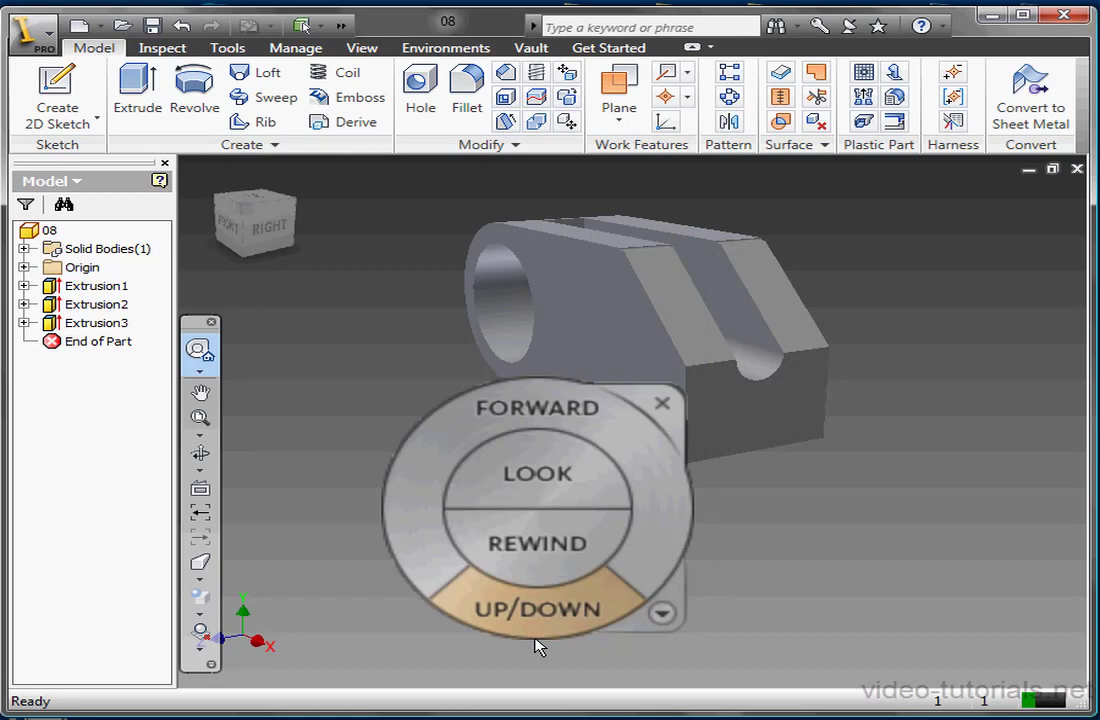 PRO
08
Type a keyword or phrase
Model Inspect Tools Manage View Environments Vault Get Started
Create
2D Sketch
Extrude
Revolve
Loft
Sweep
Rib
Coil
Emboss
Derive
Hole
Fillet
Plane
Convert to
Sheet Metal
Sketch
Create
Modify
Work Features
Pattern
Surface
Plastic Part
Harness
Convert
Model
08
Solid Bodies(1)
Origin
Extrusion1
Extrusion2
Extrusion3
End of Part
FRONT RIGHT
FORWARD
LOOK
REWIND
UP/DOWN
Y
X
Z
Ready
1 1
video-tutorials.net